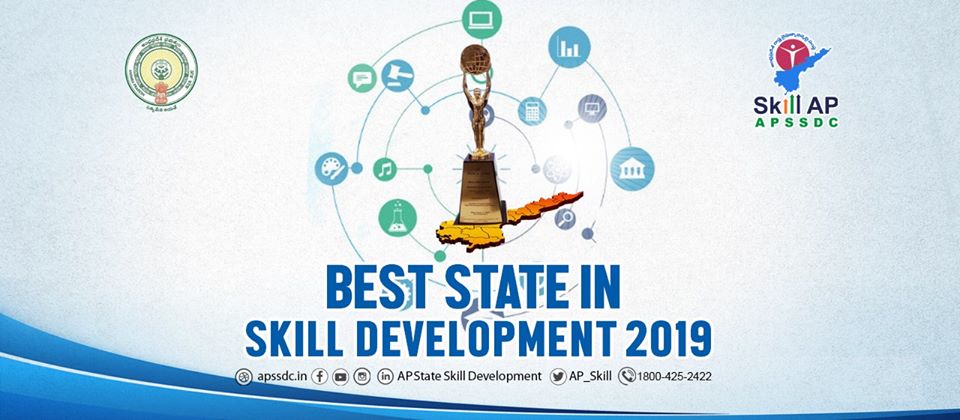 Skill AP
APSSDC
BEST STATE IN
SKILL DEVELOPMENT 2019
apssdc.in AP State Skill Development AP_Skill 1800-425-2422